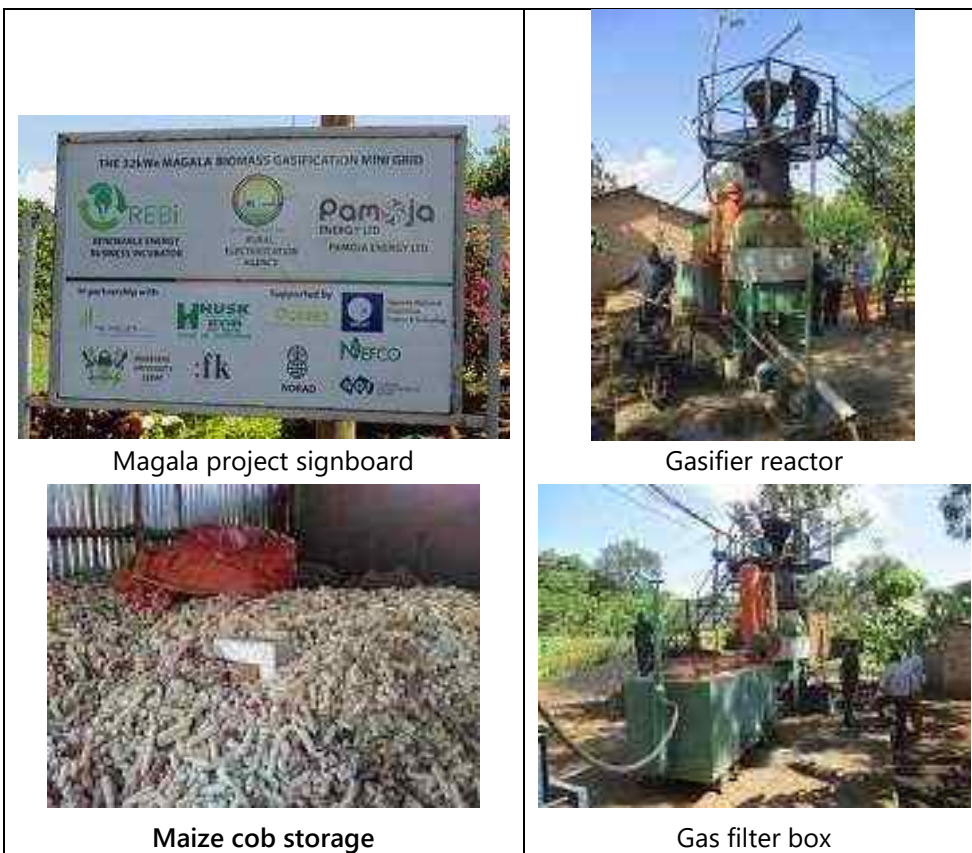 THE 32kWe MAGALA BIOMASS GASIFICATION MINI GRID
REBi
RENEWABLE ENERGY
BUSINESS INCUBATOR
RURAL
ELECTRIFICATION
AGENCY
Pamoja
ENERGY LTD
PAMOJA ENERGY LTD
In partnership with
Supported by
HUSK
MAKERERE
UNIVERSITY
:fk
NORAD
NEFCO
Magala project signboard
Gasifier reactor
Maize cob storage
Gas filter box